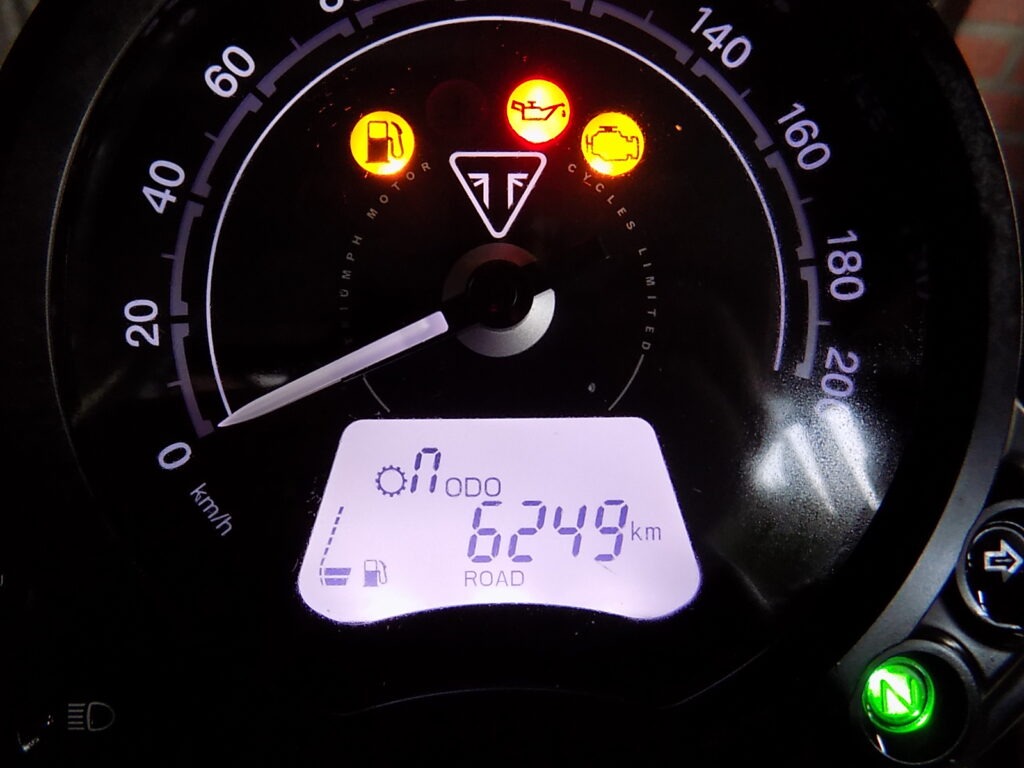 0
20
40
60
140
160
180
200
km/h
TRIUMPH MOTOR
CYCLES LIMITED
n ODO
6249 km
ROAD
N